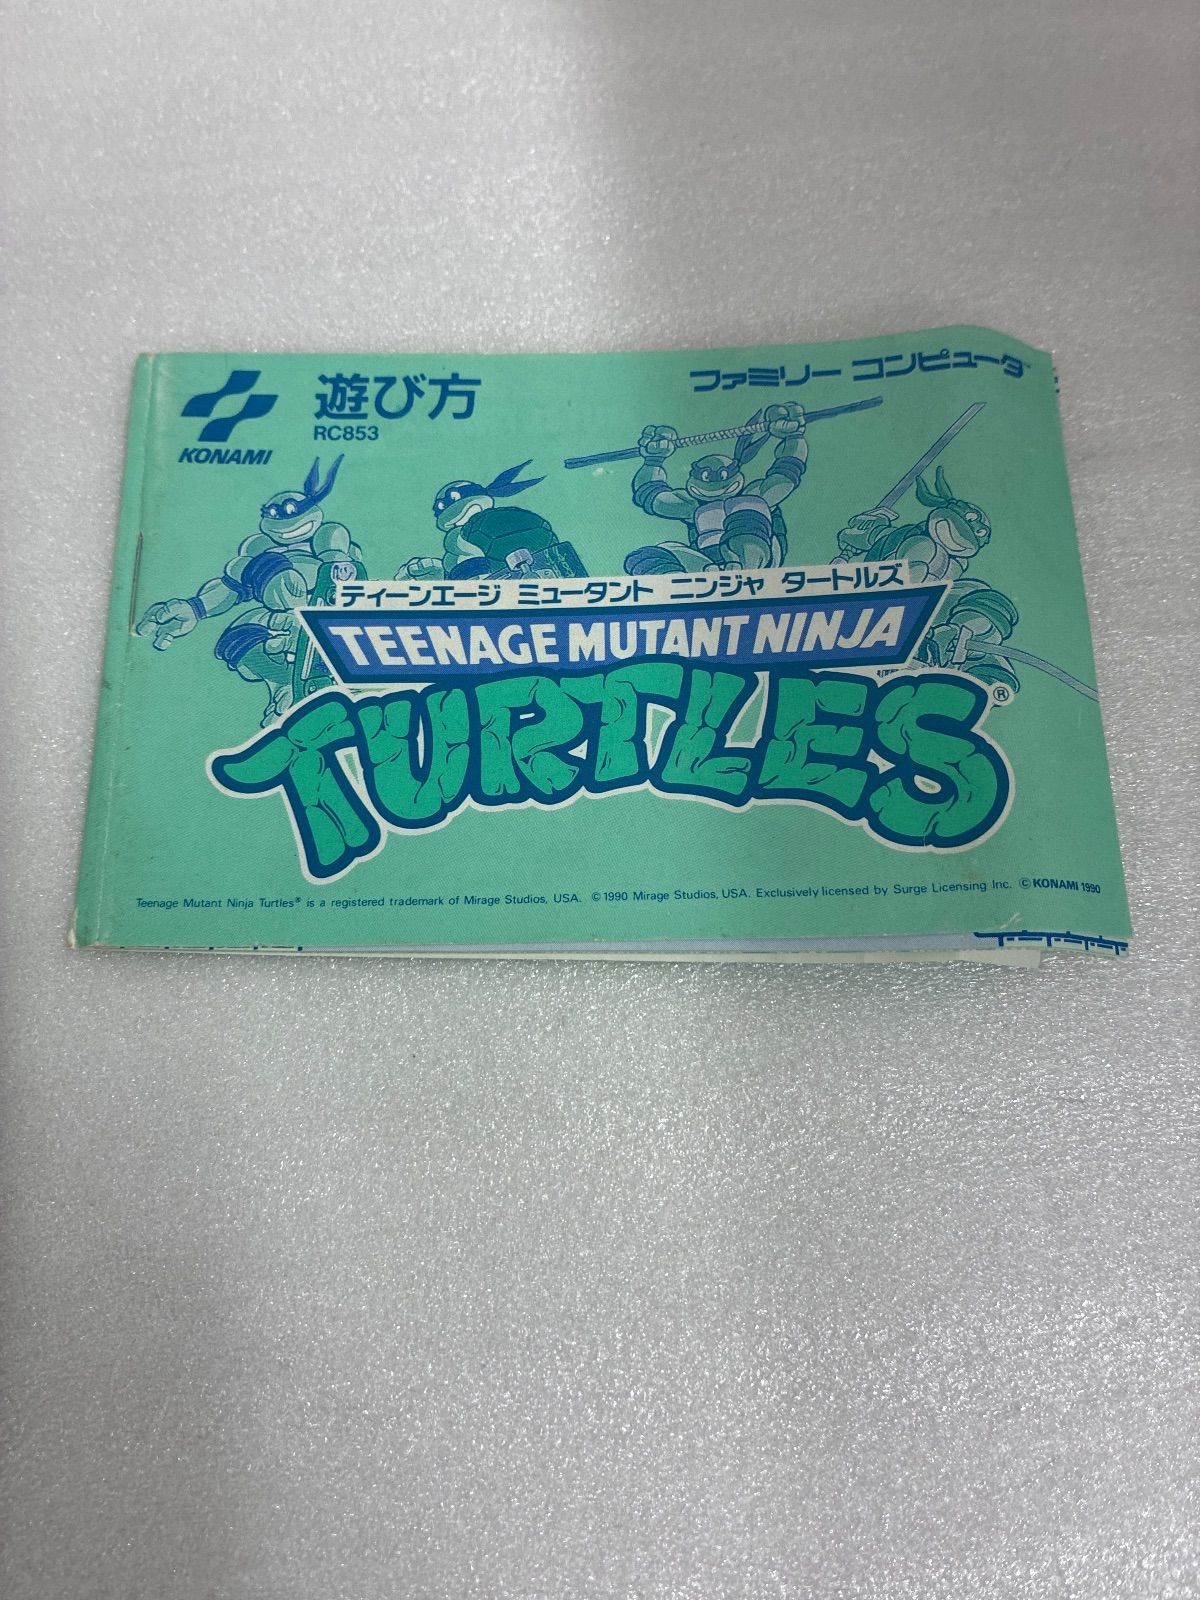 KONAMI
遊び方
RC853
ファミリー コンピュータ
ティーンエージ ミュータント ニンジャ タートルズ
TEENAGE MUTANT NINJA
TURTLES®
Teenage Mutant Ninja Turtles® is a registered trademark of Mirage Studios, USA. ©1990 Mirage Studios, USA. Exclusively licensed by Surge Licensing Inc. ©KONAMI 1990